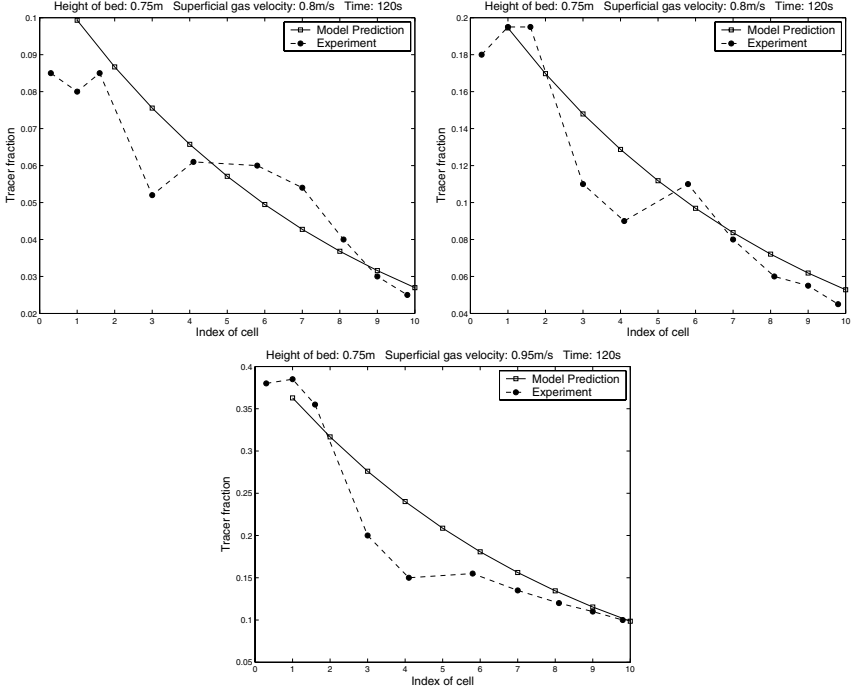 Height of bed: 0.75m Superficial gas velocity: 0.8m/s Time: 120s
0.1
0.09
0.08
0.07
0.06
0.05
0.04
0.03
0.02
Tracer fraction
Model Prediction
Experiment
0 1 2 3 4 5 6 7 8 9 10
Index of cell
Height of bed: 0.75m Superficial gas velocity: 0.8m/s Time: 120s
0.2
0.18
0.16
0.14
0.12
0.1
0.08
0.06
0.04
Tracer fraction
Model Prediction
Experiment
0 1 2 3 4 5 6 7 8 9 10
Index of cell
Height of bed: 0.75m Superficial gas velocity: 0.95m/s Time: 120s
0.4
0.35
0.3
0.25
0.2
0.15
0.1
0.05
Tracer fraction
Model Prediction
Experiment
0 1 2 3 4 5 6 7 8 9 10
Index of cell